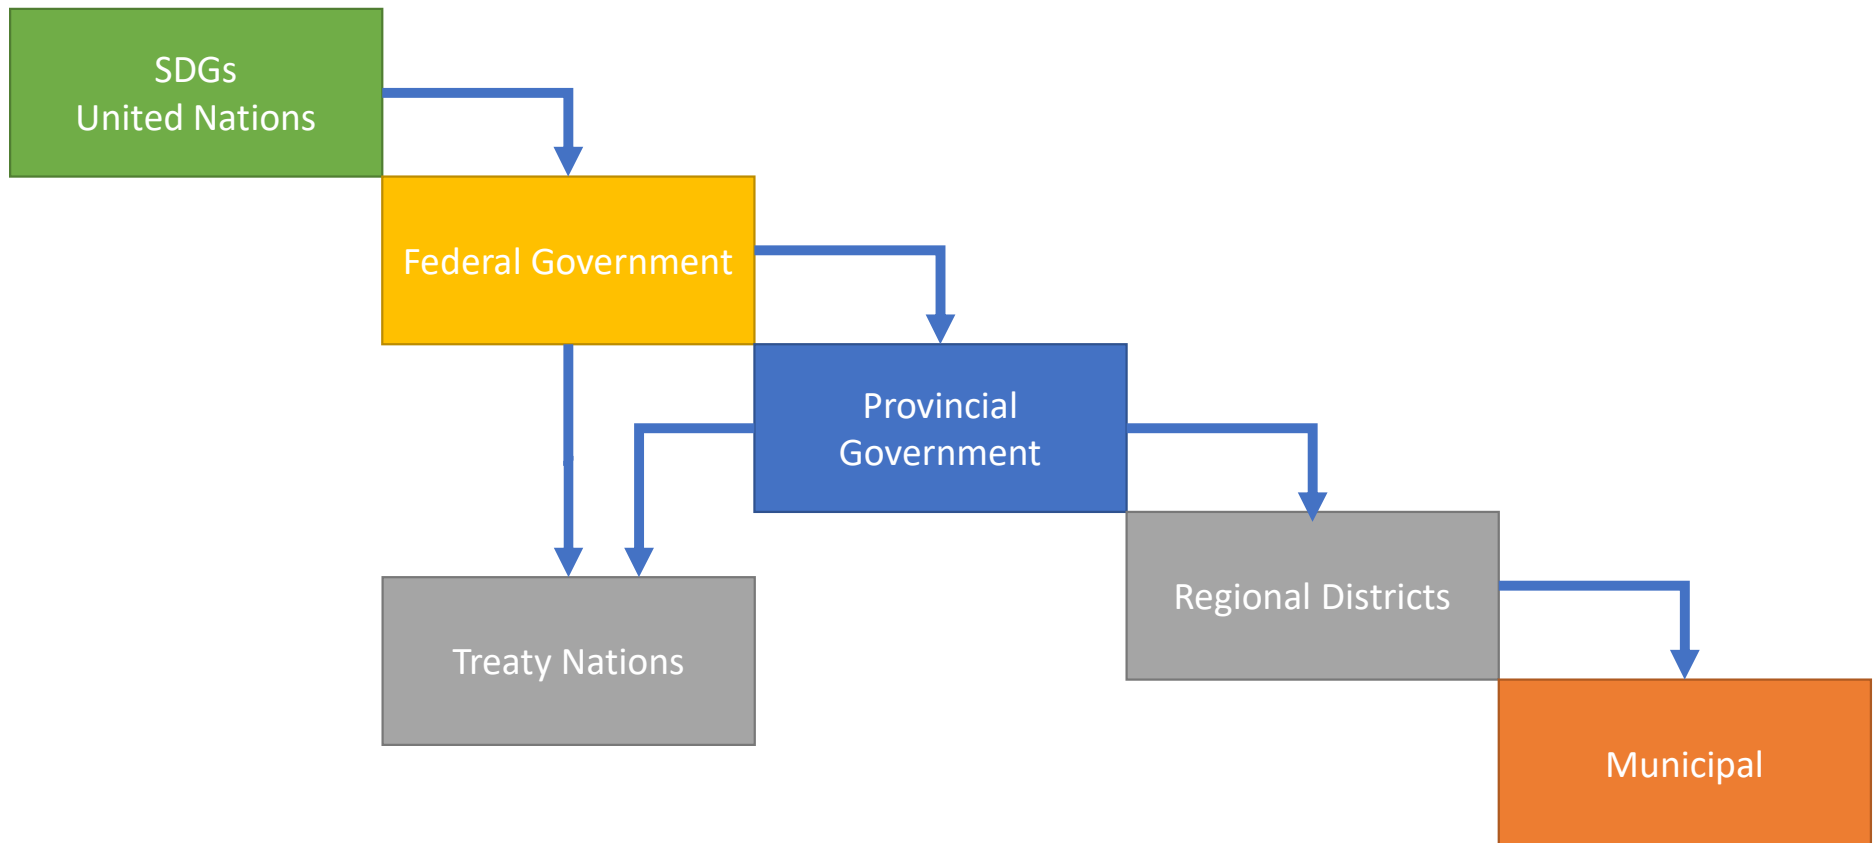 SDGs
United Nations
Federal Government
Provincial
Government
Regional Districts
Treaty Nations
Municipal